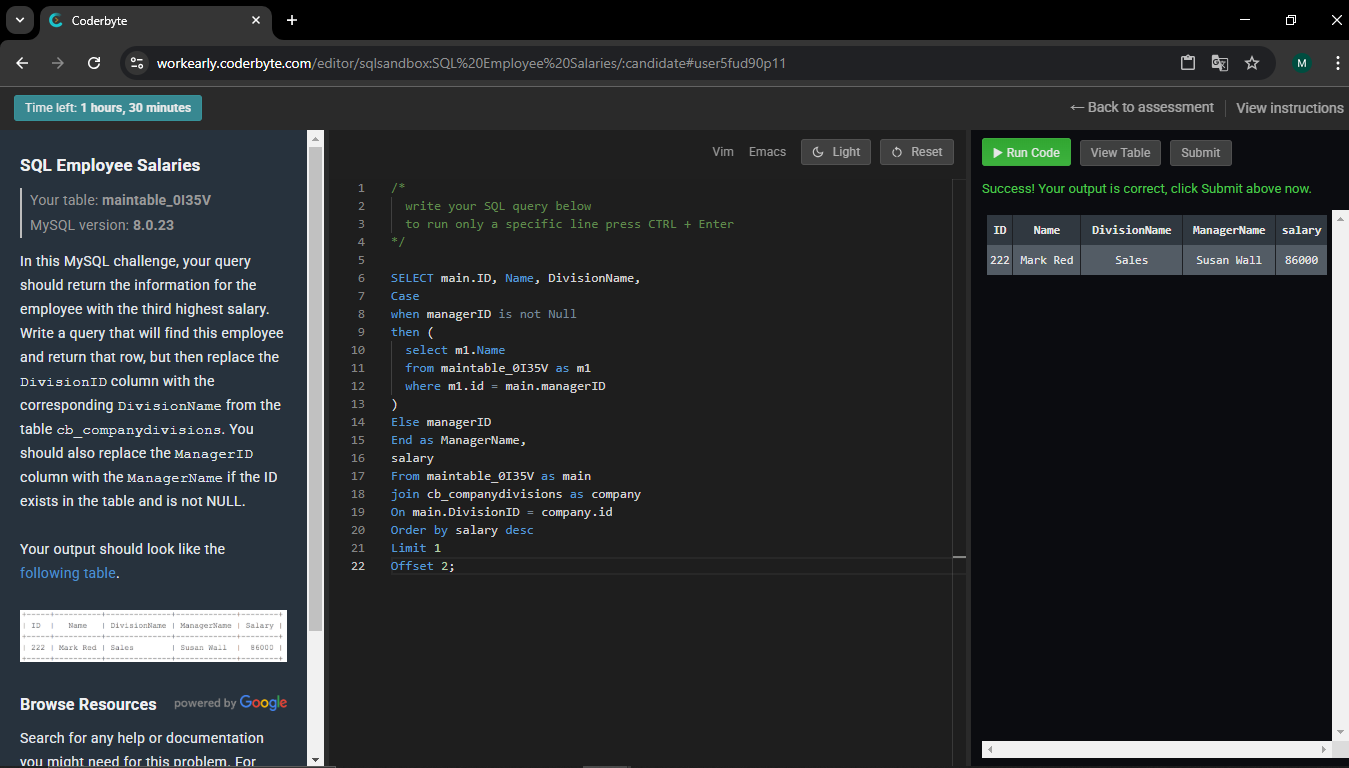 Coderbyte
workearly.coderbyte.com/editor/sqlsandbox:SQL%20Employee%20Salaries/:candidate#user5fud90p11
M
Time left: 1 hours, 30 minutes
←Back to assessment
View instructions
SQL Employee Salaries
Your table: maintable_0I35V
MySQL version: 8.0.23
In this MySQL challenge, your query
should return the information for the
employee with the third highest salary.
Write a query that will find this employee
and return that row, but then replace the
DivisionID column with the
corresponding DivisionName from the
table cb_companydivisions. You
should also replace the ManagerID
column with the ManagerName if the ID
exists in the table and is not NULL.
Your output should look like the
following table.
| ID | Name | DivisionName | ManagerName | Salary |
| 222 | Mark Red | Sales | Susan Wall | 86000 |
Browse Resources powered by Google
Search for any help or documentation
you might need for this problem. For
Vim Emacs Light Reset
1 /*
2 write your SQL query below
3 to run only a specific line press CTRL + Enter
4 */
5
6 SELECT main.ID, Name, DivisionName,
7 Case
8 when managerID is not Null
9 then (
10 select m1.Name
11 from maintable_0I35V as m1
12 where m1.id = main.managerID
13 )
14 Else managerID
15 End as ManagerName,
16 salary
17 From maintable_0I35V as main
18 join cb_companydivisions as company
19 On main.DivisionID = company.id
20 Order by salary desc
21 Limit 1
22 Offset 2;
Run Code View Table Submit
Success! Your output is correct, click Submit above now.
ID Name DivisionName ManagerName salary
222 Mark Red Sales Susan Wall 86000